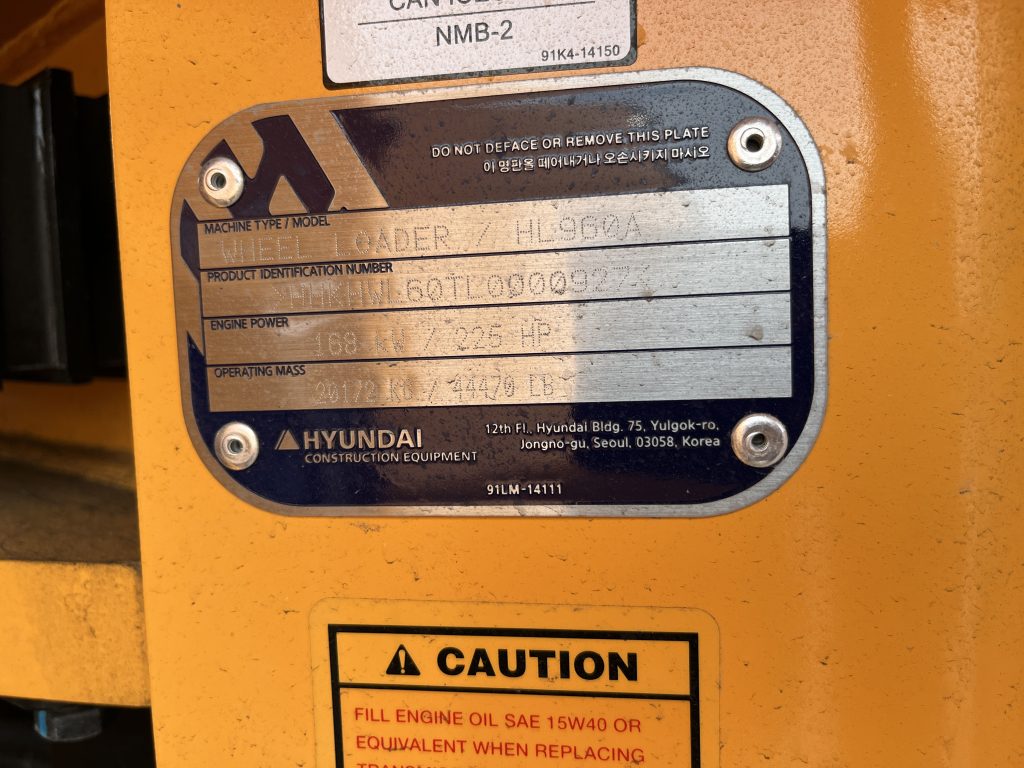 NMB-2
91K4-14150
DO NOT DEFACE OR REMOVE THIS PLATE
이 명판을 떼어내거나 오손시키지 마시오
MACHINE TYPE / MODEL
WHEEL LOADER / HL960A
PRODUCT IDENTIFICATION NUMBER
ENGINE POWER
168 kW / 225 HP
OPERATING MASS
20172 KG / 44470 LB
HYUNDAI
CONSTRUCTION EQUIPMENT
12th Fl., Hyundai Bldg. 75, Yulgok-ro,
Jongno-gu, Seoul, 03058, Korea
91LM-14111
CAUTION
FILL ENGINE OIL SAE 15W40 OR
EQUIVALENT WHEN REPLACING